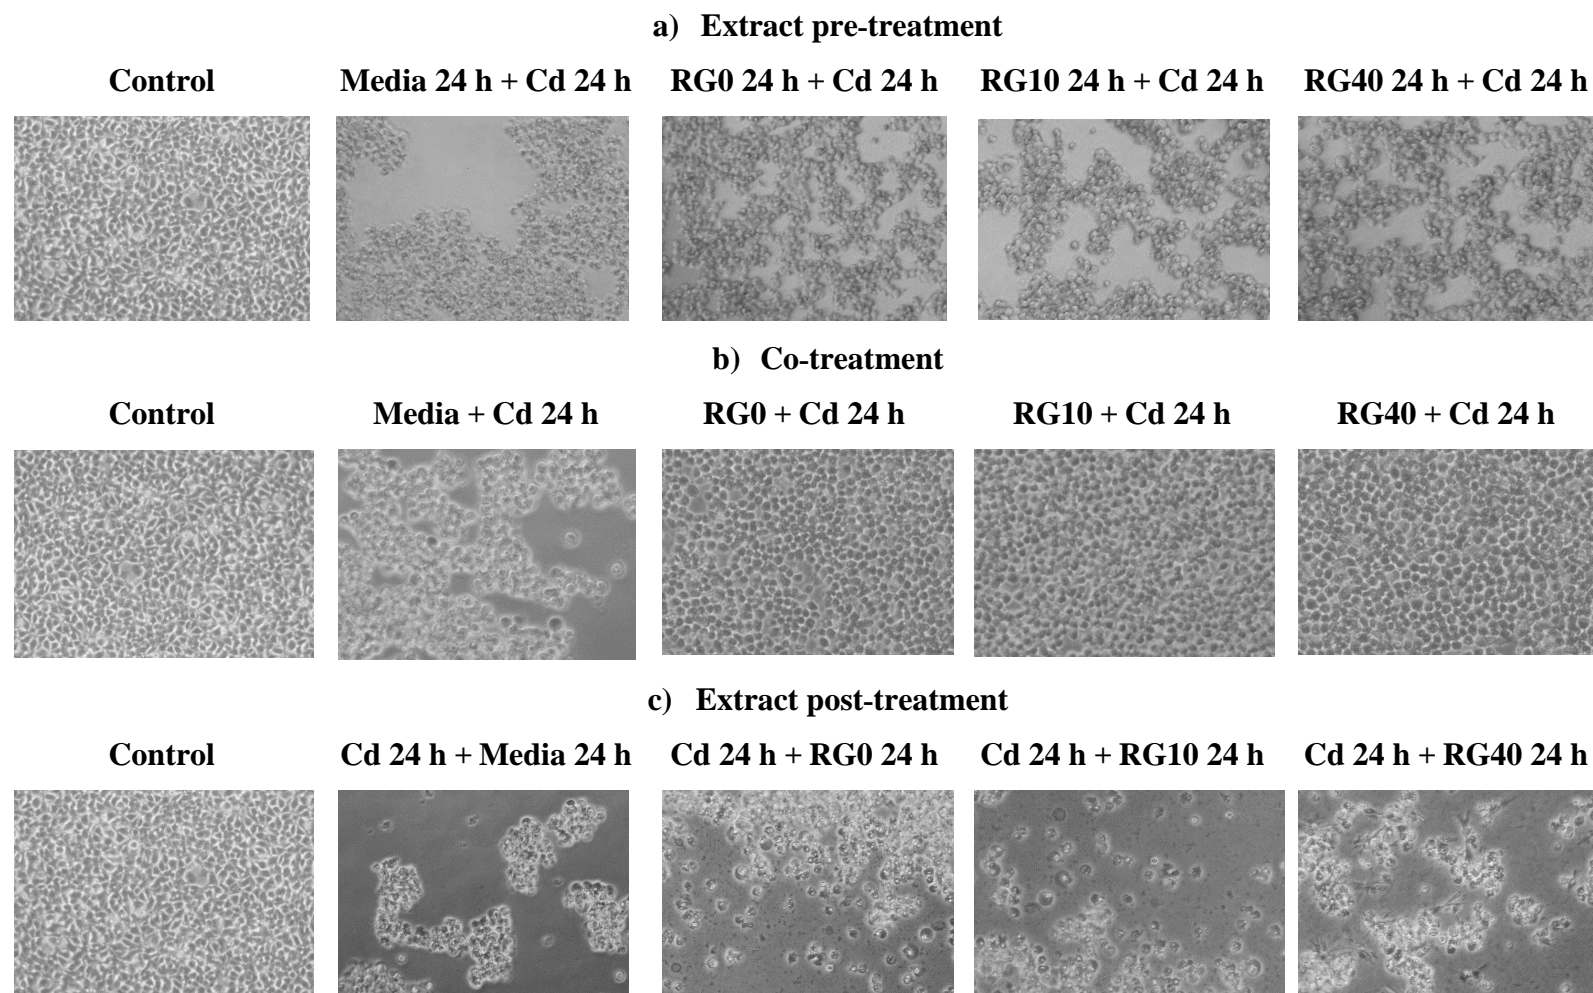 a) Extract pre-treatment
Control Media 24 h + Cd 24 h RG0 24 h + Cd 24 h RG10 24 h + Cd 24 h RG40 24 h + Cd 24 h
b) Co-treatment
Control Media + Cd 24 h RG0 + Cd 24 h RG10 + Cd 24 h RG40 + Cd 24 h
c) Extract post-treatment
Control Cd 24 h + Media 24 h Cd 24 h + RG0 24 h Cd 24 h + RG10 24 h Cd 24 h + RG40 24 h